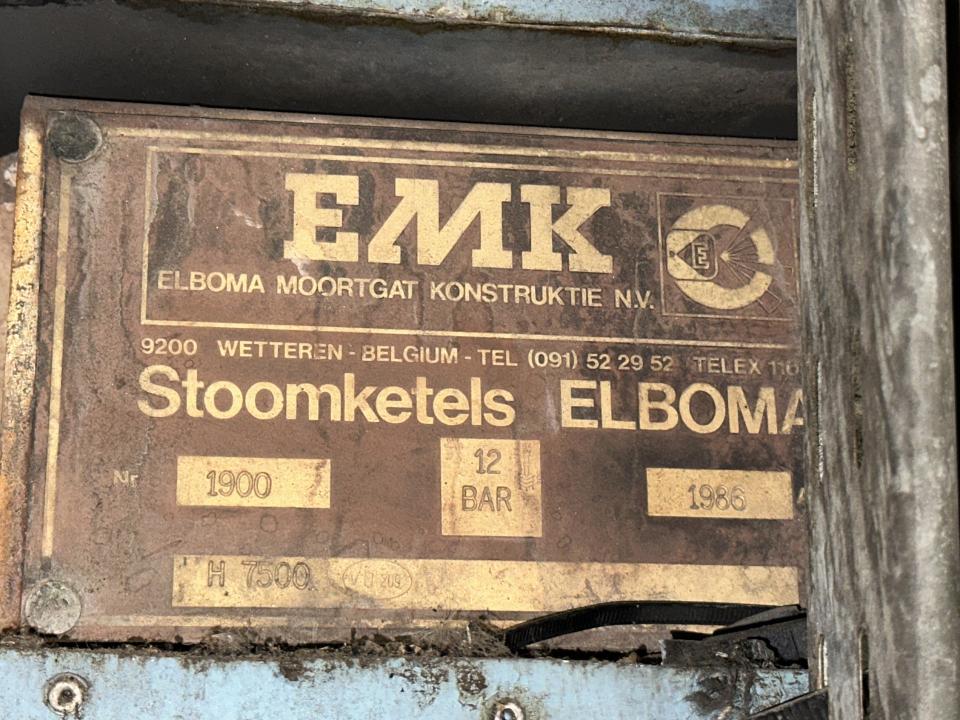 EMK
ELBOMA MOORTGAT KONSTRUKTIE N.V.
9200 WETTEREN - BELGIUM - TEL (091) 52 29 52 TELEX
Stoomketels ELBOMA
Nr 1900 12 BAR 1986
H 7500